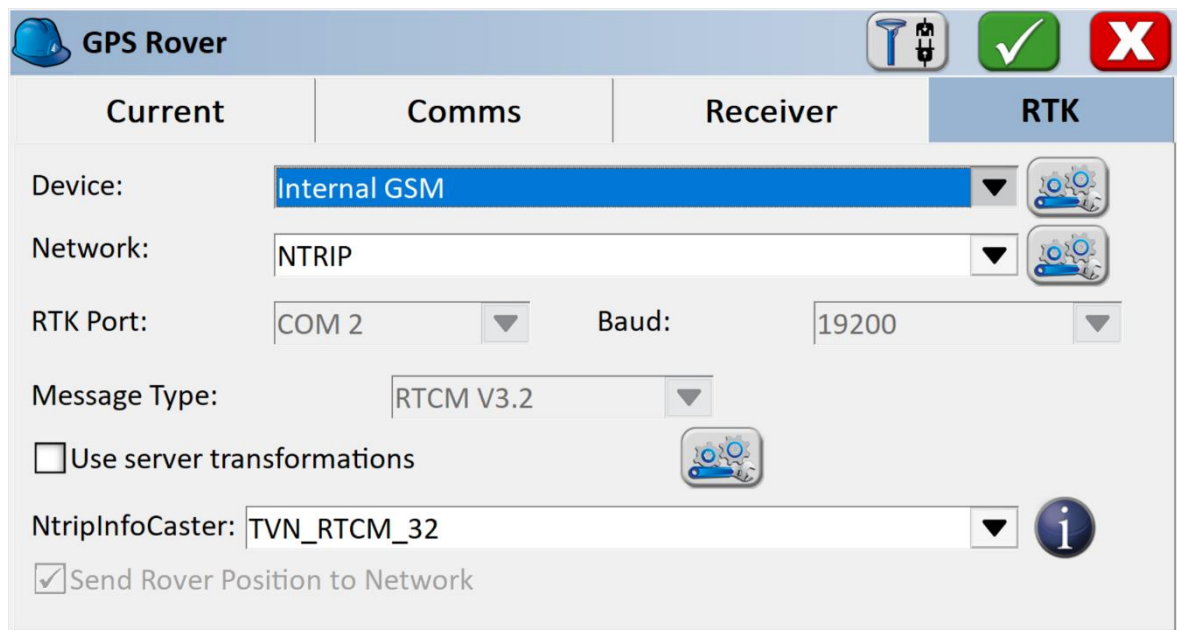 GPS Rover
Current Comms Receiver RTK
Device: Internal GSM
Network: NTRIP
RTK Port: COM 2 Baud: 19200
Message Type: RTCM V3.2
Use server transformations
NtripInfoCaster: TVN_RTCM_32
Send Rover Position to Network